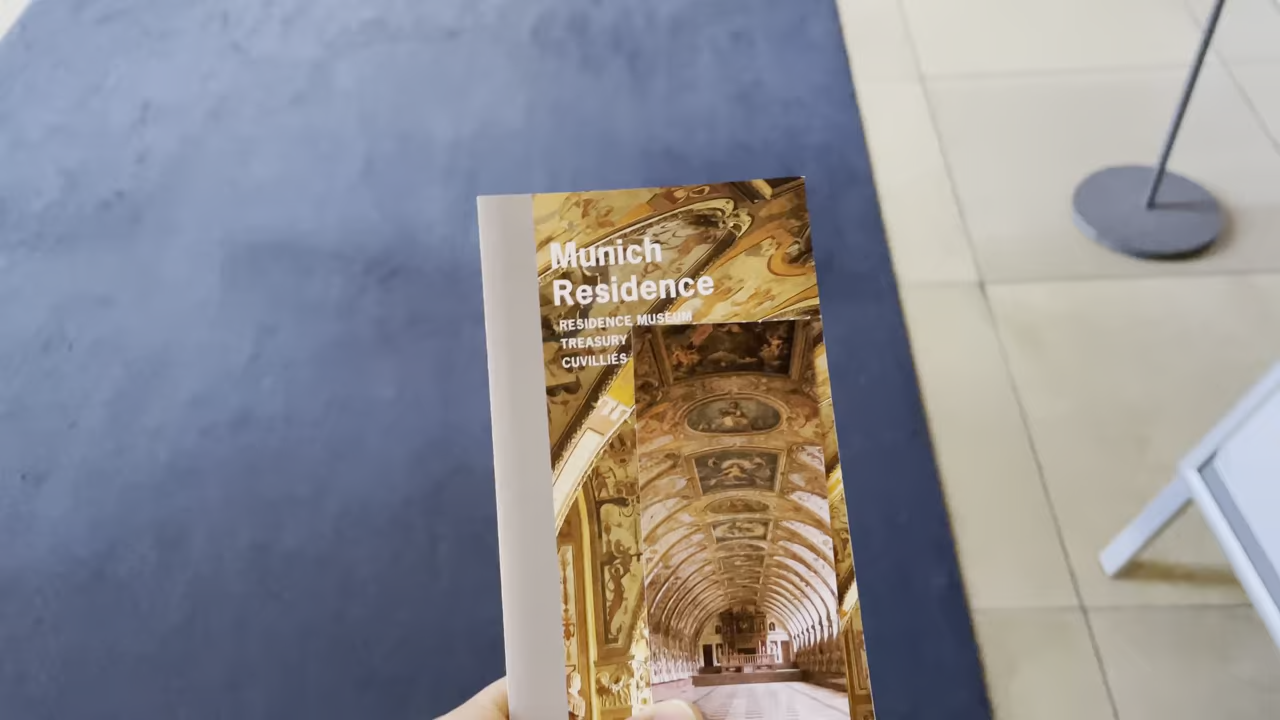 Munich
Residence
RESIDENCE MUSEUM
TREASURY
CUVILLIÉS